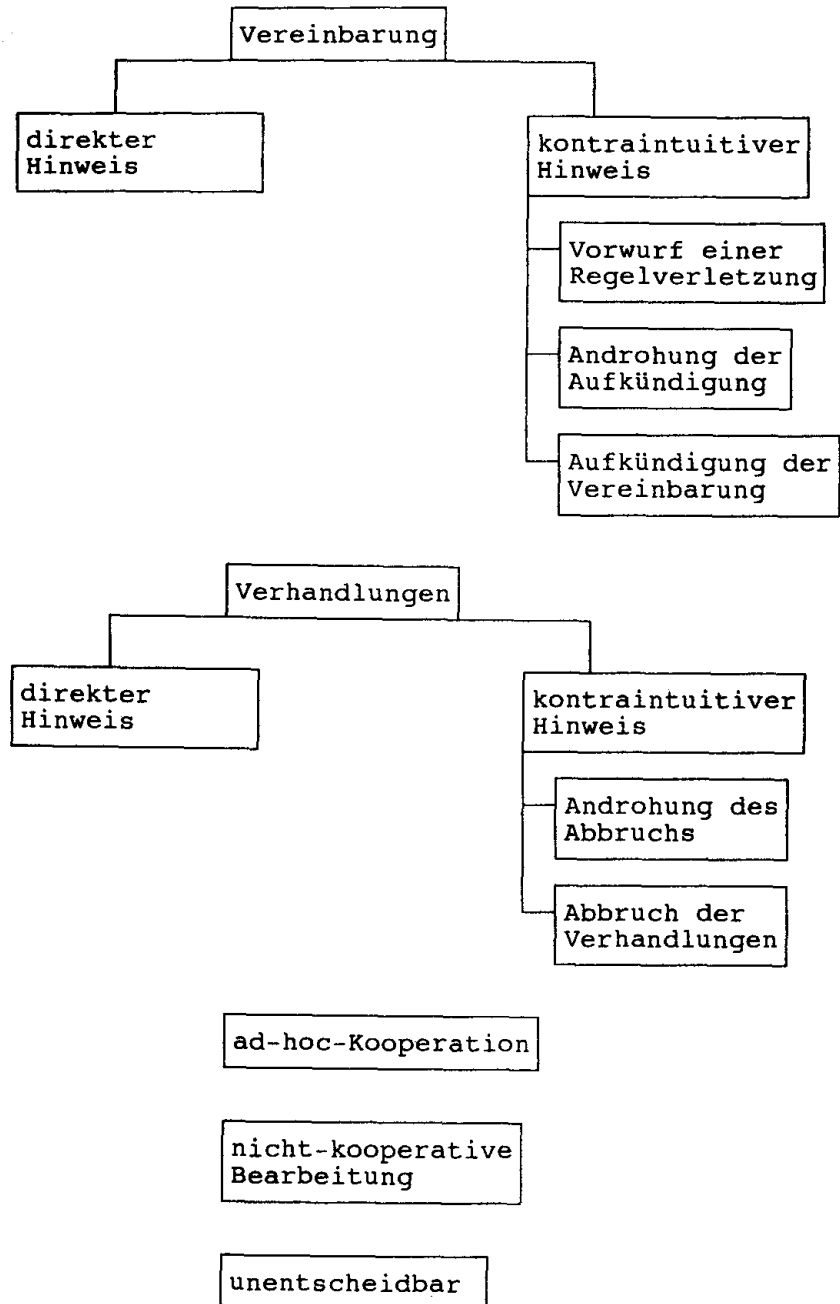 Vereinbarung
direkter
Hinweis
kontraintuitiver
Hinweis
Vorwurf einer
Regelverletzung
Androhung der
Aufkündigung
Aufkündigung der
Vereinbarung
Verhandlungen
direkter
Hinweis
kontraintuitiver
Hinweis
Androhung des
Abbruchs
Abbruch der
Verhandlungen
ad-hoc-Kooperation
nicht-kooperative
Bearbeitung
unentscheidbar